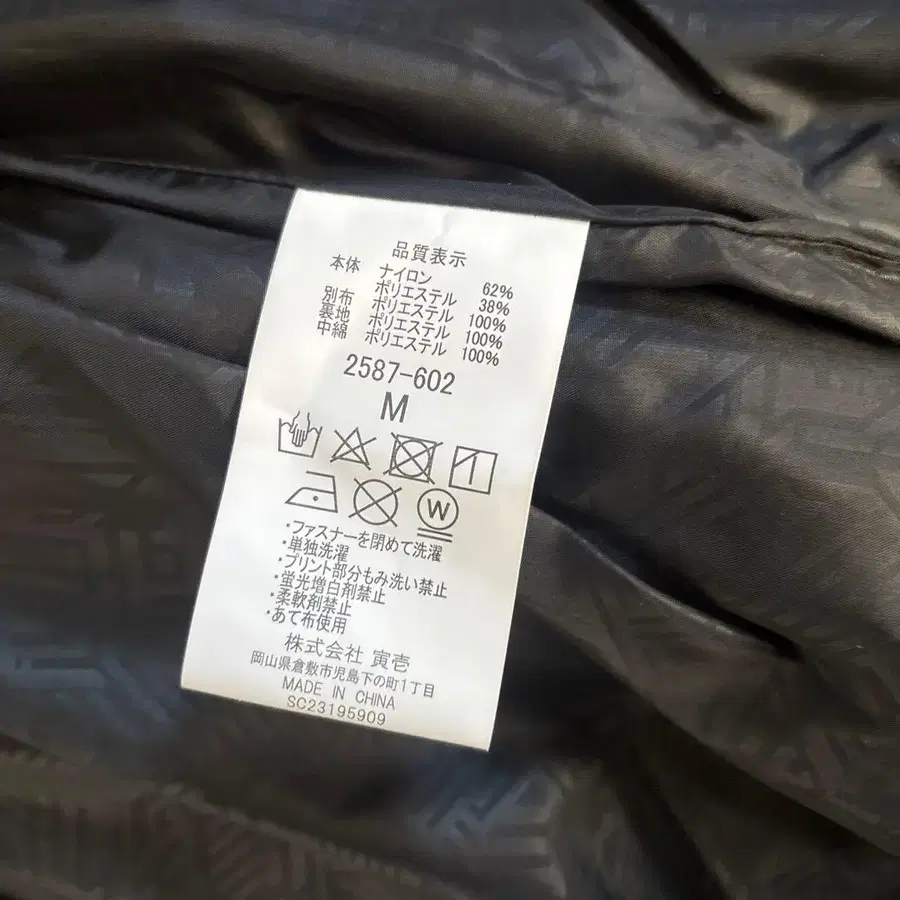 品質表示
本体 ナイロン 62%
ポリエステル 38%
別布 ポリエステル 100%
裏地 ポリエステル 100%
中綿 ポリエステル 100%
2587-602
M
1
W
・ファスナーを閉めて洗濯
・単独洗濯
・プリント部分もみ洗い禁止
・蛍光増白剤禁止
・柔軟剤禁止
・あて布使用
株式会社 寅壱
岡山県倉敷市児島下の町1丁目
MADE IN CHINA
SC23195909